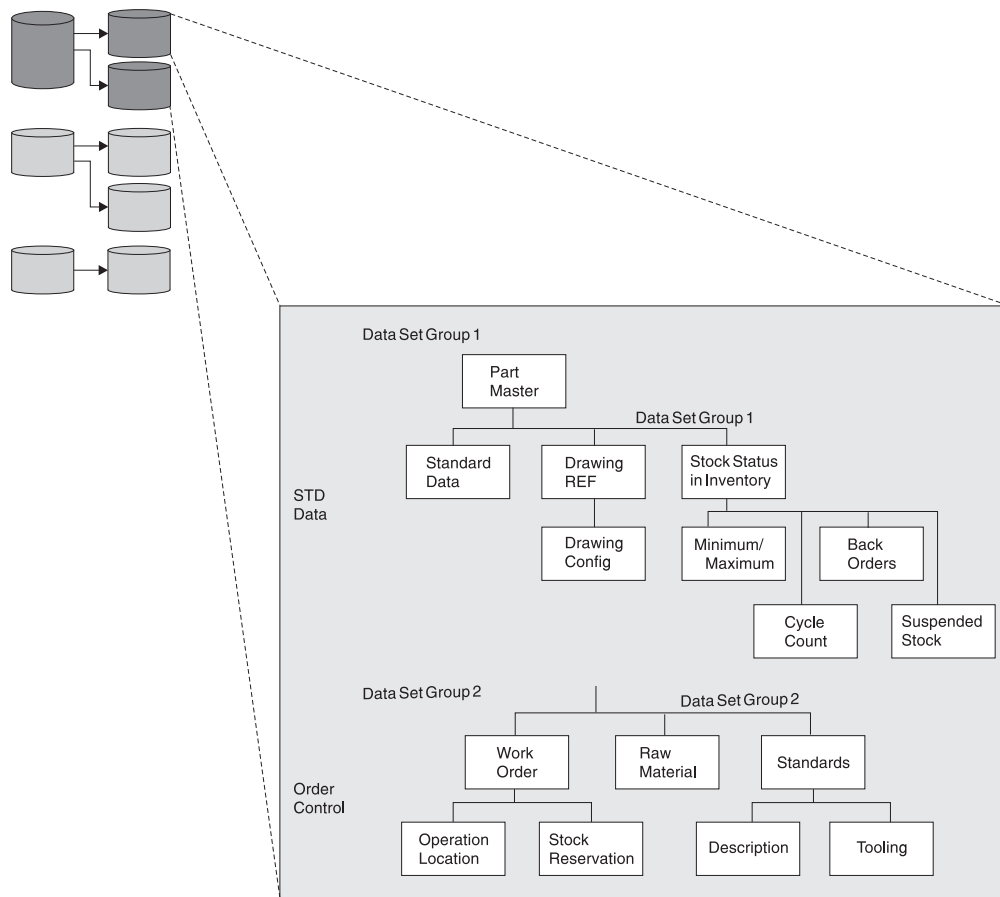 Data Set Group 1
Part
Master
Data Set Group 1
Standard
Data
Drawing
REF
Stock Status
in Inventory
STD
Data
Drawing
Config
Minimum/
Maximum
Back
Orders
Cycle
Count
Suspended
Stock
Data Set Group 2
Data Set Group 2
Work
Order
Raw
Material
Standards
Order
Control
Operation
Location
Stock
Reservation
Description
Tooling